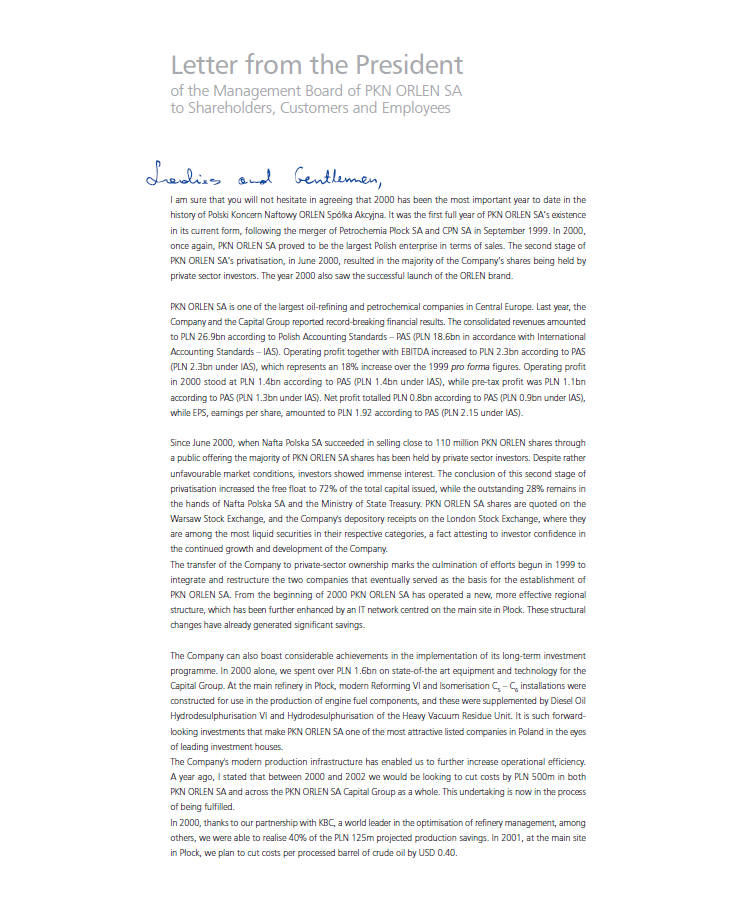 Letter from the President
of the Management Board of PKN ORLEN SA
to Shareholders, Customers and Employees
Ladies and Gentlemen,
I am sure that you will not hesitate in agreeing that 2000 has been the most important year to date in the
history of Polski Koncern Naftowy ORLEN Spółka Akcyjna. It was the first full year of PKN ORLEN SA's existence
in its current form, following the merger of Petrochemia Płock SA and CPN SA in September 1999. In 2000,
once again, PKN ORLEN SA proved to be the largest Polish enterprise in terms of sales. The second stage of
PKN ORLEN SA's privatisation, in June 2000, resulted in the majority of the Company's shares being held by
private sector investors. The year 2000 also saw the successful launch of the ORLEN brand.
PKN ORLEN SA is one of the largest oil-refining and petrochemical companies in Central Europe. Last year, the
Company and the Capital Group reported record-breaking financial results. The consolidated revenues amounted
to PLN 26.9bn according to Polish Accounting Standards – PAS (PLN 18.6bn in accordance with International
Accounting Standards – IAS). Operating profit together with EBITDA increased to PLN 2.3bn according to PAS
(PLN 2.3bn under IAS), which represents an 18% increase over the 1999 pro forma figures. Operating profit
in 2000 stood at PLN 1.4bn according to PAS (PLN 1.4bn under IAS), while pre-tax profit was PLN 1.1bn
according to PAS (PLN 1.3bn under IAS). Net profit totalled PLN 0.8bn according to PAS (PLN 0.9bn under IAS),
while EPS, earnings per share, amounted to PLN 1.92 according to PAS (PLN 2.15 under IAS).
Since June 2000, when Nafta Polska SA succeeded in selling close to 110 million PKN ORLEN shares through
a public offering the majority of PKN ORLEN SA shares has been held by private sector investors. Despite rather
unfavourable market conditions, investors showed immense interest. The conclusion of this second stage of
privatisation increased the free float to 72% of the total capital issued, while the outstanding 28% remains in
the hands of Nafta Polska SA and the Ministry of State Treasury. PKN ORLEN SA shares are quoted on the
Warsaw Stock Exchange, and the Company's depository receipts on the London Stock Exchange, where they
are among the most liquid securities in their respective categories, a fact attesting to investor confidence in
the continued growth and development of the Company.
The transfer of the Company to private-sector ownership marks the culmination of efforts begun in 1999 to
integrate and restructure the two companies that eventually served as the basis for the establishment of
PKN ORLEN SA. From the beginning of 2000 PKN ORLEN SA has operated a new, more effective regional
structure, which has been further enhanced by an IT network centred on the main site in Płock. These structural
changes have already generated significant savings.
The Company can also boast considerable achievements in the implementation of its long-term investment
programme. In 2000 alone, we spent over PLN 1.6bn on state-of-the art equipment and technology for the
Capital Group. At the main refinery in Płock, modern Reforming VI and Isomerisation C₅ – C₆ installations were
constructed for use in the production of engine fuel components, and these were supplemented by Diesel Oil
Hydrodesulphurisation VI and Hydrodesulphurisation of the Heavy Vacuum Residue Unit. It is such forward-
looking investments that make PKN ORLEN SA one of the most attractive listed companies in Poland in the eyes
of leading investment houses.
The Company's modern production infrastructure has enabled us to further increase operational efficiency.
A year ago, I stated that between 2000 and 2002 we would be looking to cut costs by PLN 500m in both
PKN ORLEN SA and across the PKN ORLEN SA Capital Group as a whole. This undertaking is now in the process
of being fulfilled.
In 2000, thanks to our partnership with KBC, a world leader in the optimisation of refinery management, among
others, we were able to realise 40% of the PLN 125m projected production savings. In 2001, at the main site
in Płock, we plan to cut costs per processed barrel of crude oil by USD 0.40.